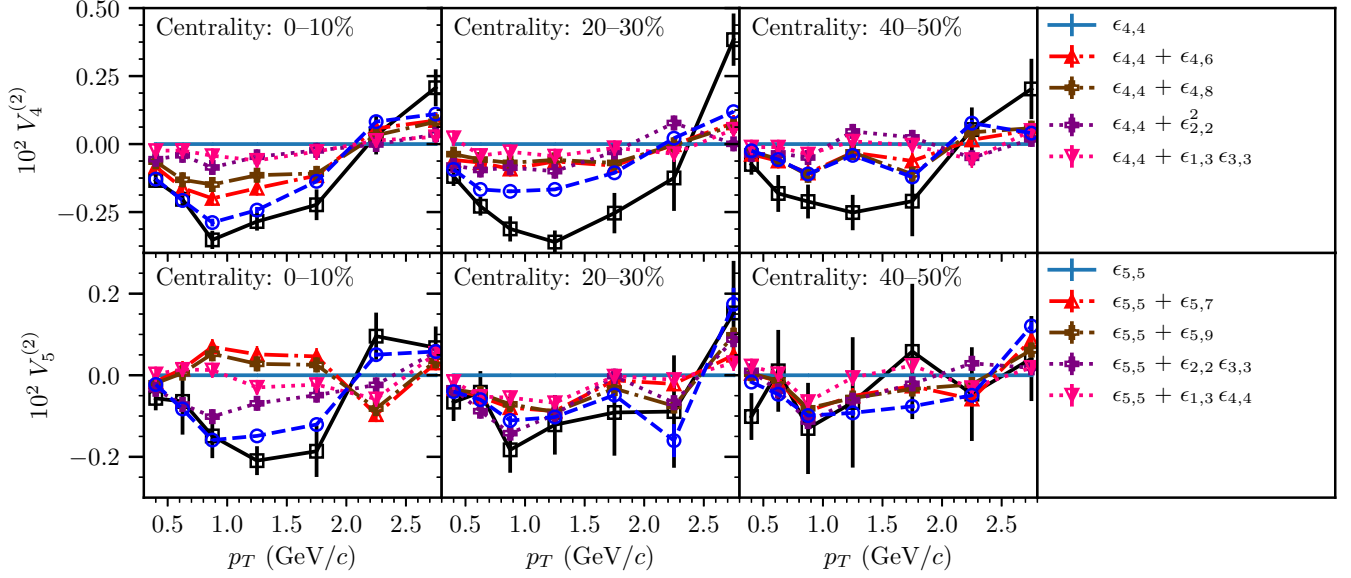 10² V₄⁽²⁾
0.50
0.25
0.00
−0.25
Centrality: 0–10%
Centrality: 20–30%
Centrality: 40–50%
ϵ₄,₄
ϵ₄,₄ + ϵ₄,₆
ϵ₄,₄ + ϵ₄,₈
ϵ₄,₄ + ϵ²₂,₂
ϵ₄,₄ + ϵ₁,₃ ϵ₃,₃
10² V₅⁽²⁾
0.2
0.0
−0.2
Centrality: 0–10%
Centrality: 20–30%
Centrality: 40–50%
ϵ₅,₅
ϵ₅,₅ + ϵ₅,₇
ϵ₅,₅ + ϵ₅,₉
ϵ₅,₅ + ϵ₂,₂ ϵ₃,₃
ϵ₅,₅ + ϵ₁,₃ ϵ₄,₄
0.5 1.0 1.5 2.0 2.5
0.5 1.0 1.5 2.0 2.5
0.5 1.0 1.5 2.0 2.5
p_T (GeV/c)
p_T (GeV/c)
p_T (GeV/c)